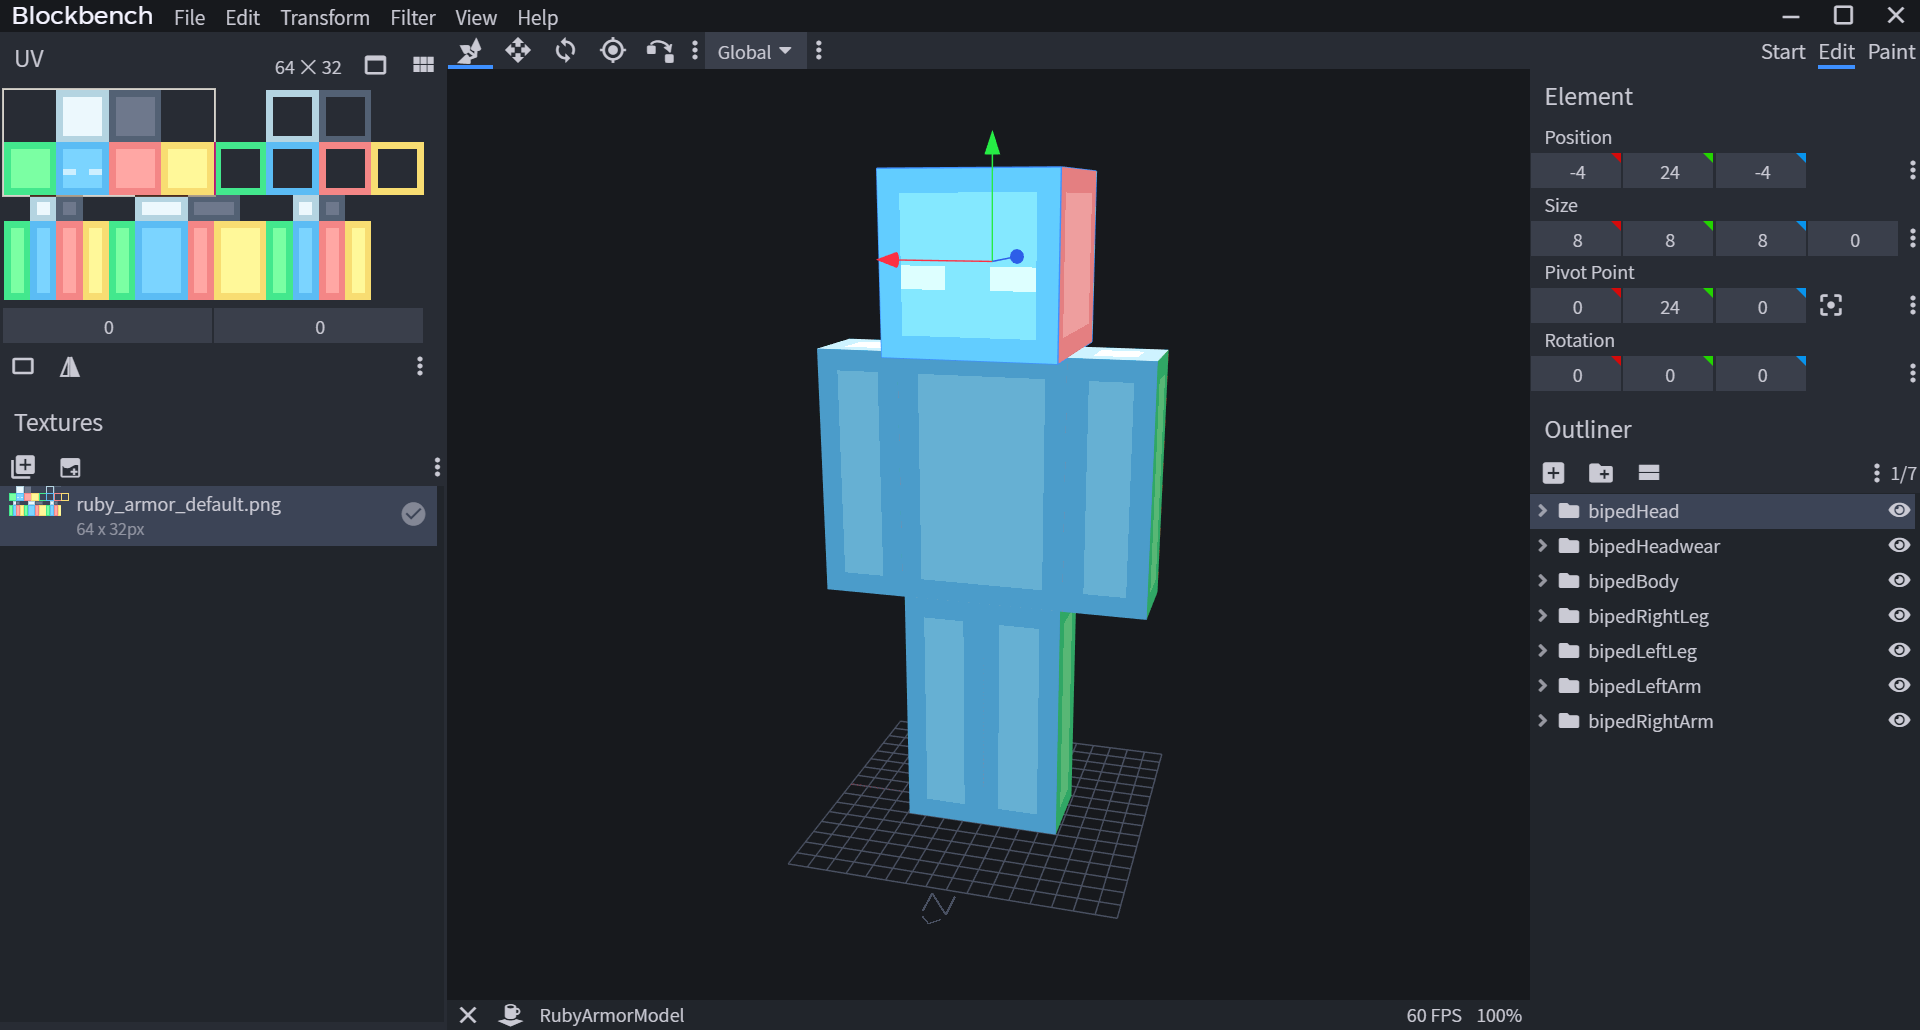 Blockbench File Edit Transform Filter View Help
UV
64 × 32
0 0
Textures
ruby_armor_default.png
64 x 32px
Global
Start Edit Paint
Element
Position
-4 24 -4
Size
8 8 8 0
Pivot Point
0 24 0
Rotation
0 0 0
Outliner
1/7
bipedHead
bipedHeadwear
bipedBody
bipedRightLeg
bipedLeftLeg
bipedLeftArm
bipedRightArm
RubyArmorModel
60 FPS 100%